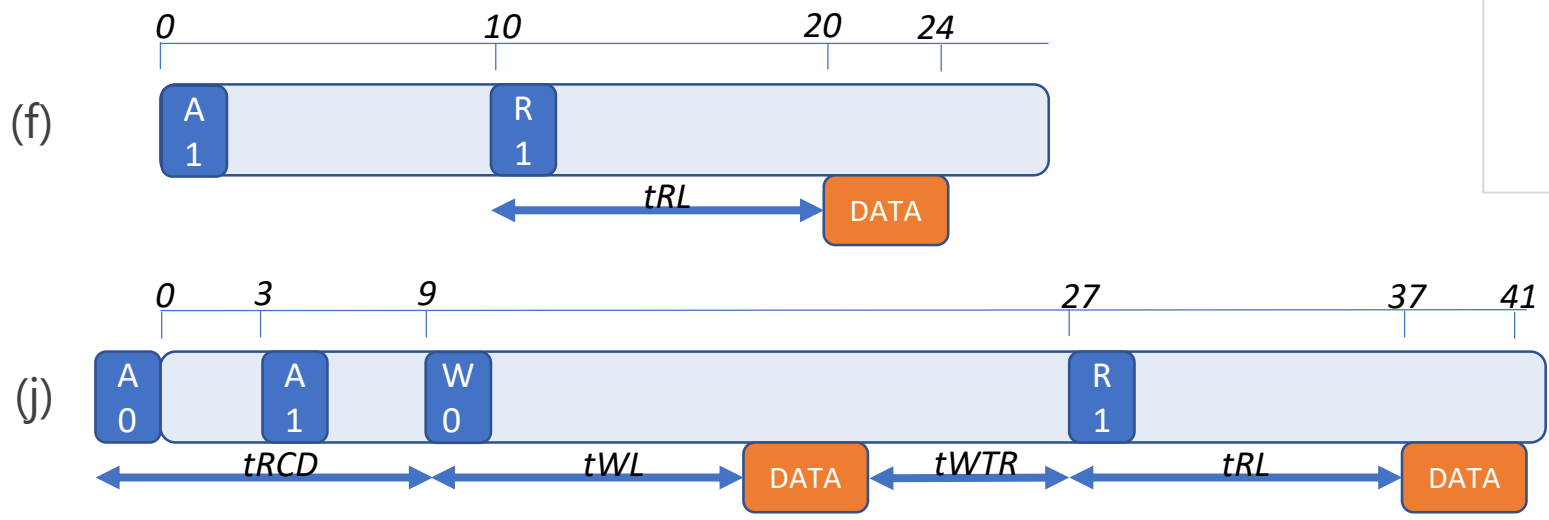 0 10 20 24
(f)
A
1
R
1
tRL
DATA
0 3 9 27 37 41
(j)
A
0
A
1
W
0
R
1
tRCD tWL DATA tWTR tRL DATA